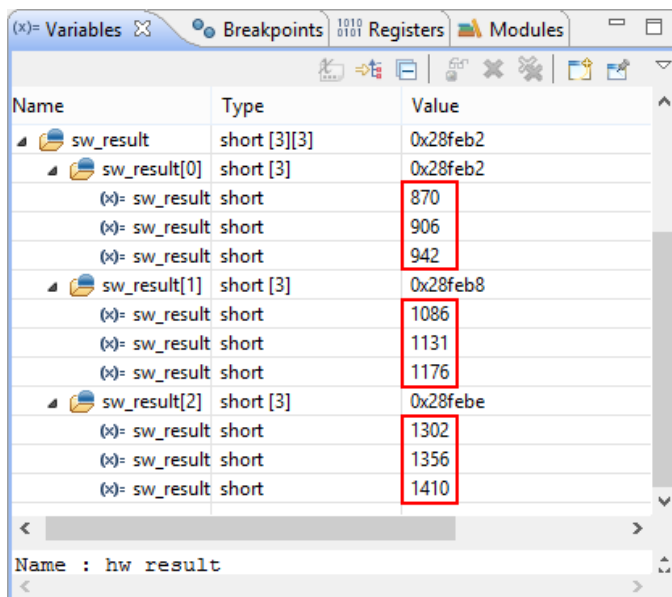 (x)= Variables Breakpoints 1010 0101 Registers Modules
Name Type Value
sw_result short [3][3] 0x28feb2
sw_result[0] short [3] 0x28feb2
(x)= sw_result short 870
(x)= sw_result short 906
(x)= sw_result short 942
sw_result[1] short [3] 0x28feb8
(x)= sw_result short 1086
(x)= sw_result short 1131
(x)= sw_result short 1176
sw_result[2] short [3] 0x28febe
(x)= sw_result short 1302
(x)= sw_result short 1356
(x)= sw_result short 1410
Name : hw result